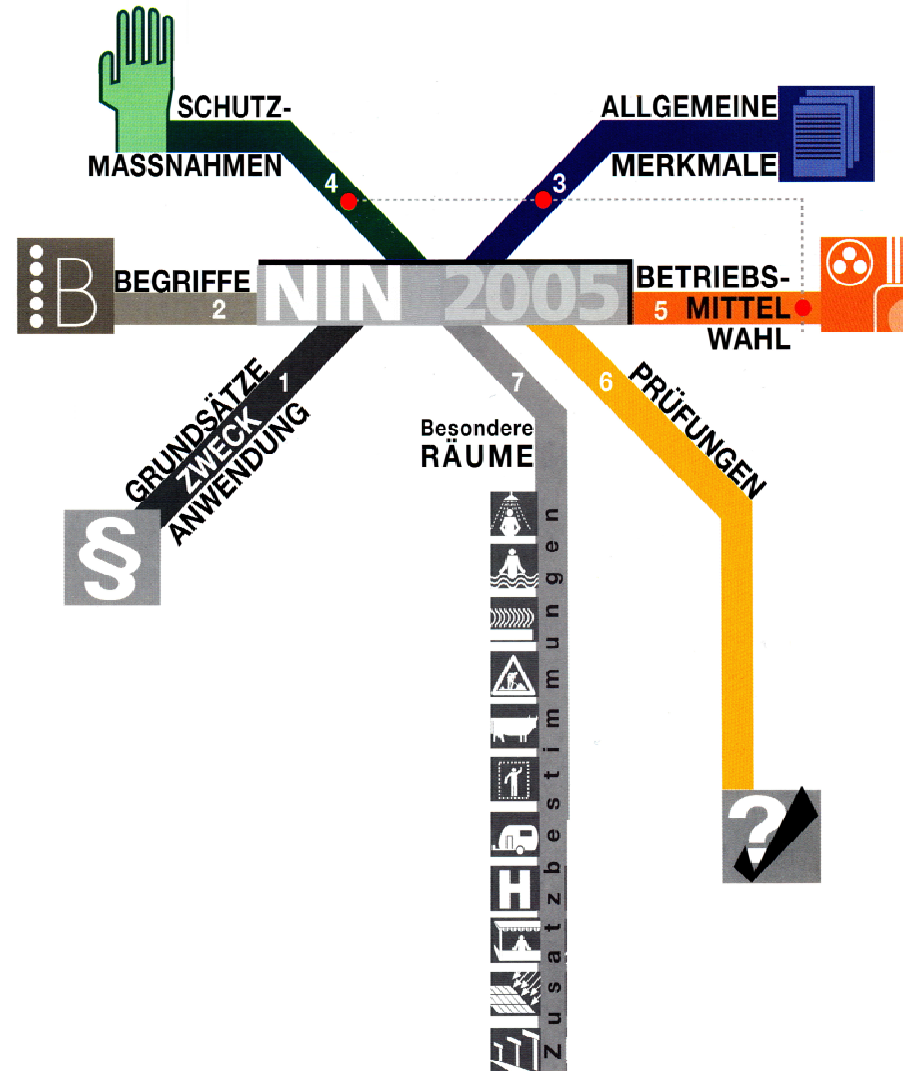 SCHUTZ-
MASSNAHMEN
4
ALLGEMEINE
MERKMALE
3
B
BEGRIFFE
2
NIN 2005
BETRIEBS-
5 MITTEL
WAHL
GRUNDSÄTZE
ZWECK
ANWENDUNG
1
§
7
Besondere
RÄUME
6
PRÜFUNGEN
Zusatzbestimmungen
H
?